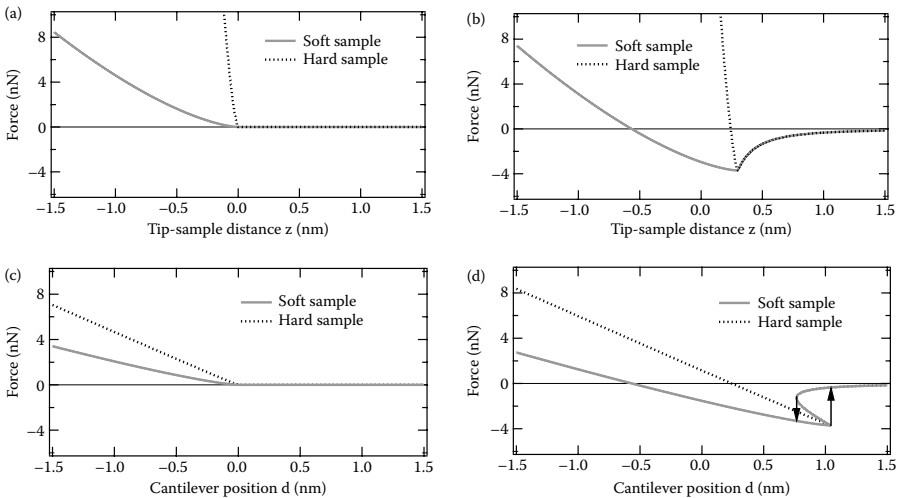 (a)
Soft sample
Hard sample
8
4
0
−4
Force (nN)
−1.5 −1.0 −0.5 0.0 0.5 1.0 1.5
Tip-sample distance z (nm)
(b)
Soft sample
Hard sample
8
4
0
−4
Force (nN)
−1.5 −1.0 −0.5 0.0 0.5 1.0 1.5
Tip-sample distance z (nm)
(c)
Soft sample
Hard sample
8
4
0
−4
Force (nN)
−1.5 −1.0 −0.5 0.0 0.5 1.0 1.5
Cantilever position d (nm)
(d)
Soft sample
Hard sample
8
4
0
−4
Force (nN)
−1.5 −1.0 −0.5 0.0 0.5 1.0 1.5
Cantilever position d (nm)